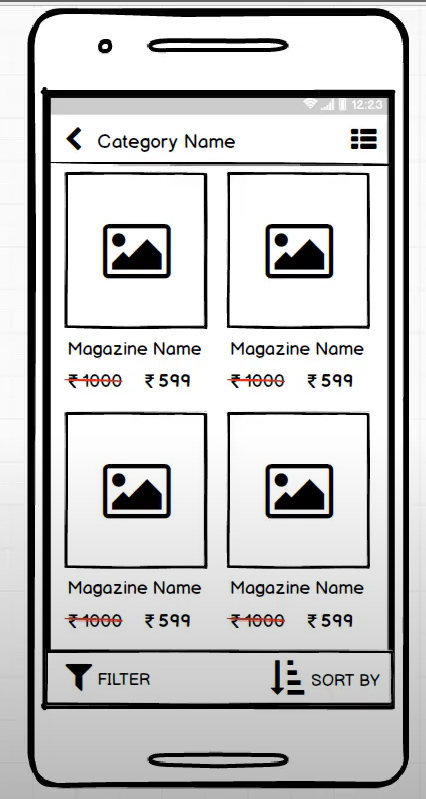 12:23
Category Name
Magazine Name Magazine Name
₹ 1000 ₹ 599 ₹ 1000 ₹ 599
Magazine Name Magazine Name
₹ 1000 ₹ 599 ₹ 1000 ₹ 599
FILTER SORT BY